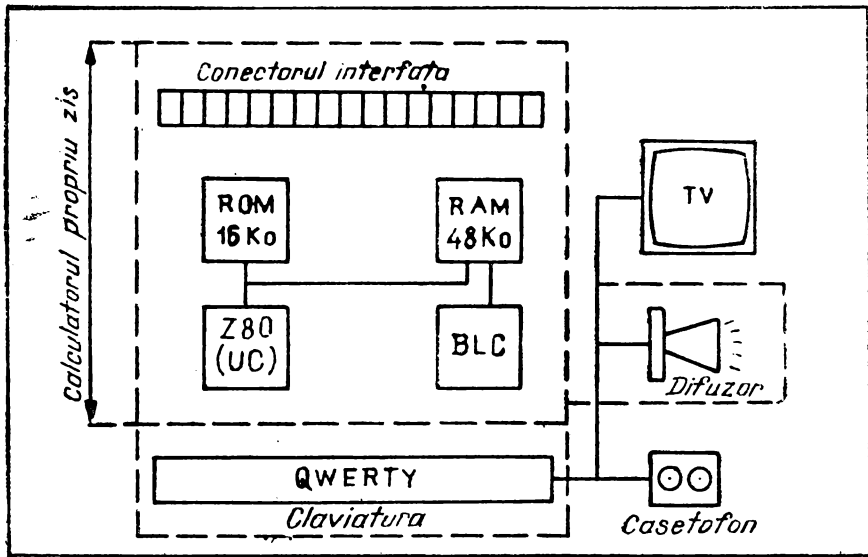 Conectorul interfata
Calculatorul propriu zis
ROM
16Ko
RAM
48Ko
TV
Z80
(UC)
BLC
Difuzor
QWERTY
Claviatura
Casetofon